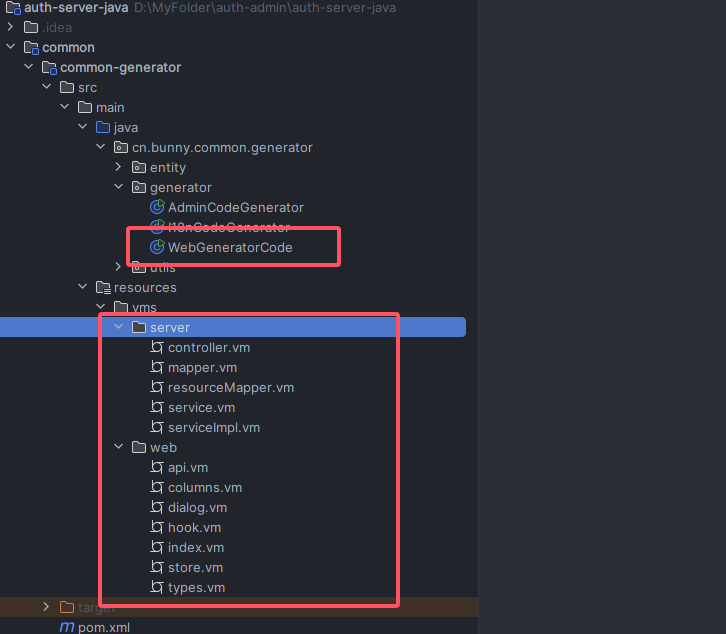 auth-server-java D:\MyFolder\auth-admin\auth-server-java
.idea
common
common-generator
src
main
java
cn.bunny.common.generator
entity
generator
AdminCodeGenerator
I18nCodeGenerator
WebGeneratorCode
utils
resources
vms
server
controller.vm
mapper.vm
resourceMapper.vm
service.vm
serviceImpl.vm
web
api.vm
columns.vm
dialog.vm
hook.vm
index.vm
store.vm
types.vm
target
pom.xml